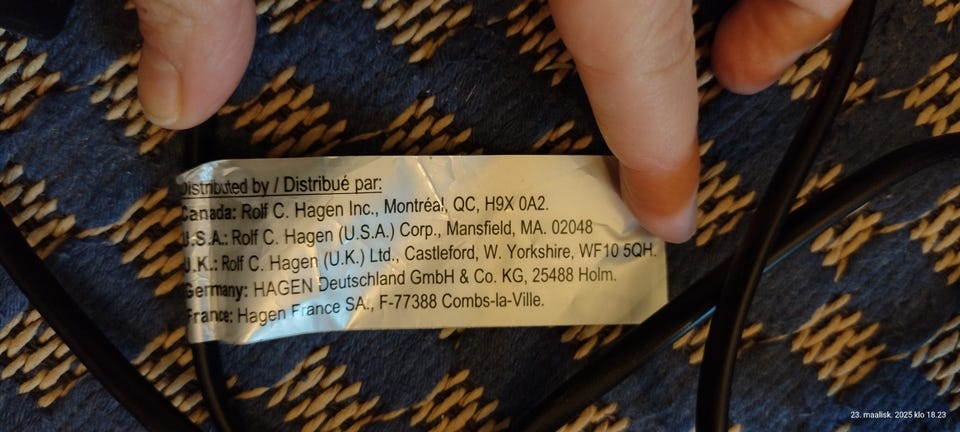 Distributed by / Distribué par:
Canada: Rolf C. Hagen Inc., Montréal, QC, H9X 0A2.
U.S.A.: Rolf C. Hagen (U.S.A.) Corp., Mansfield, MA. 02048
U.K.: Rolf C. Hagen (U.K.) Ltd., Castleford, W. Yorkshire, WF10 5QH.
Germany: HAGEN Deutschland GmbH & Co. KG, 25488 Holm.
France: Hagen France SA., F-77388 Combs-la-Ville.
23. maalisk. 2025 klo 18.23